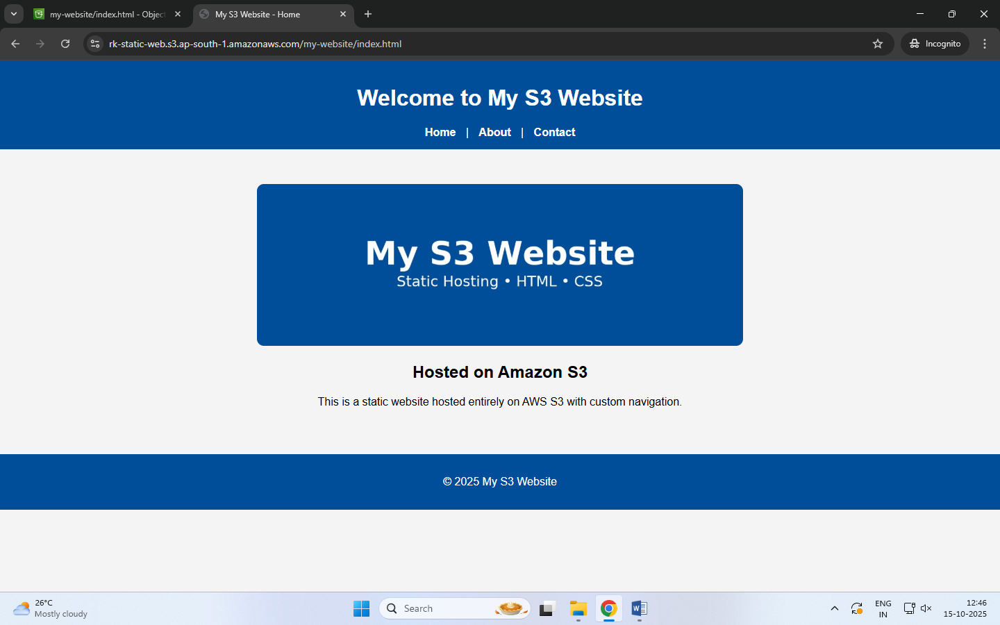 my-website/index.html - Object
My S3 Website - Home
rk-static-web.s3.ap-south-1.amazonaws.com/my-website/index.html
Incognito
Welcome to My S3 Website
Home | About | Contact
My S3 Website
Static Hosting • HTML • CSS
Hosted on Amazon S3
This is a static website hosted entirely on AWS S3 with custom navigation.
© 2025 My S3 Website
26°C
Mostly cloudy
Search
W
ENG
IN
12:46
15-10-2025